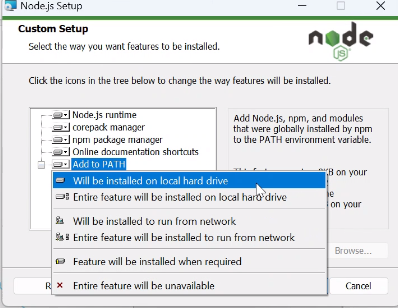 Node.js Setup
Custom Setup
Select the way you want features to be installed.
node
JS
Click the icons in the tree below to change the way features will be installed.
Node.js runtime
corepack manager
npm package manager
Online documentation shortcuts
Add to PATH
Add Node.js, npm, and modules
that were globally installed by npm
to the PATH environment variable.
on your
on your
Will be installed on local hard drive
Entire feature will be installed on local hard drive
Will be installed to run from network
Entire feature will be installed to run from network
Feature will be installed when required
Entire feature will be unavailable
Browse...
R
Cancel